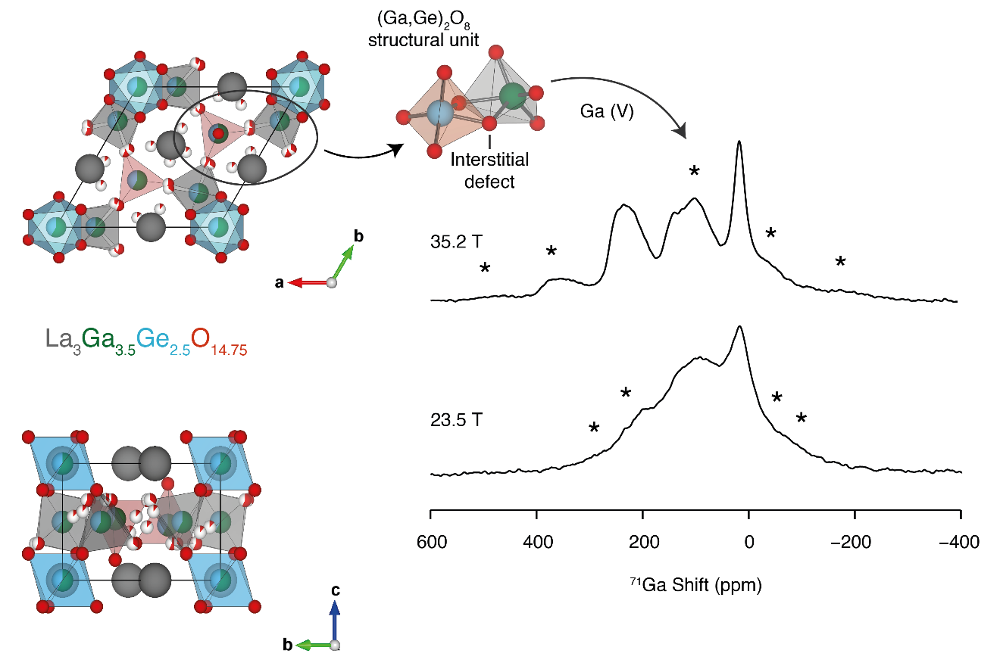 (Ga,Ge)₂O₈
structural unit
Interstitial
defect
Ga (V)
b
a
La₃Ga₃.₅Ge₂.₅O₁₄.₇₅
c
b
35.2 T
* * * * *
23.5 T
* * * *
600 400 200 0 −200 −400
⁷¹Ga Shift (ppm)